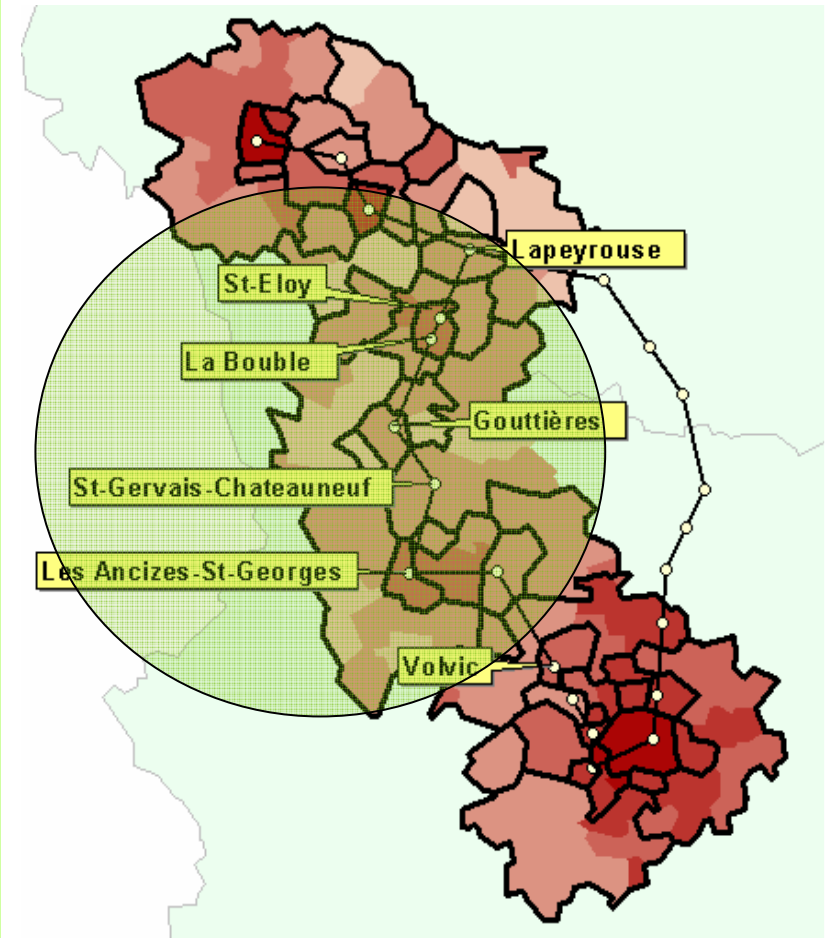 Lapeyrouse
St-Eloy
La Bouble
Gouttières
St-Gervais-Chateauneuf
Les Ancizes-St-Georges
Volvic